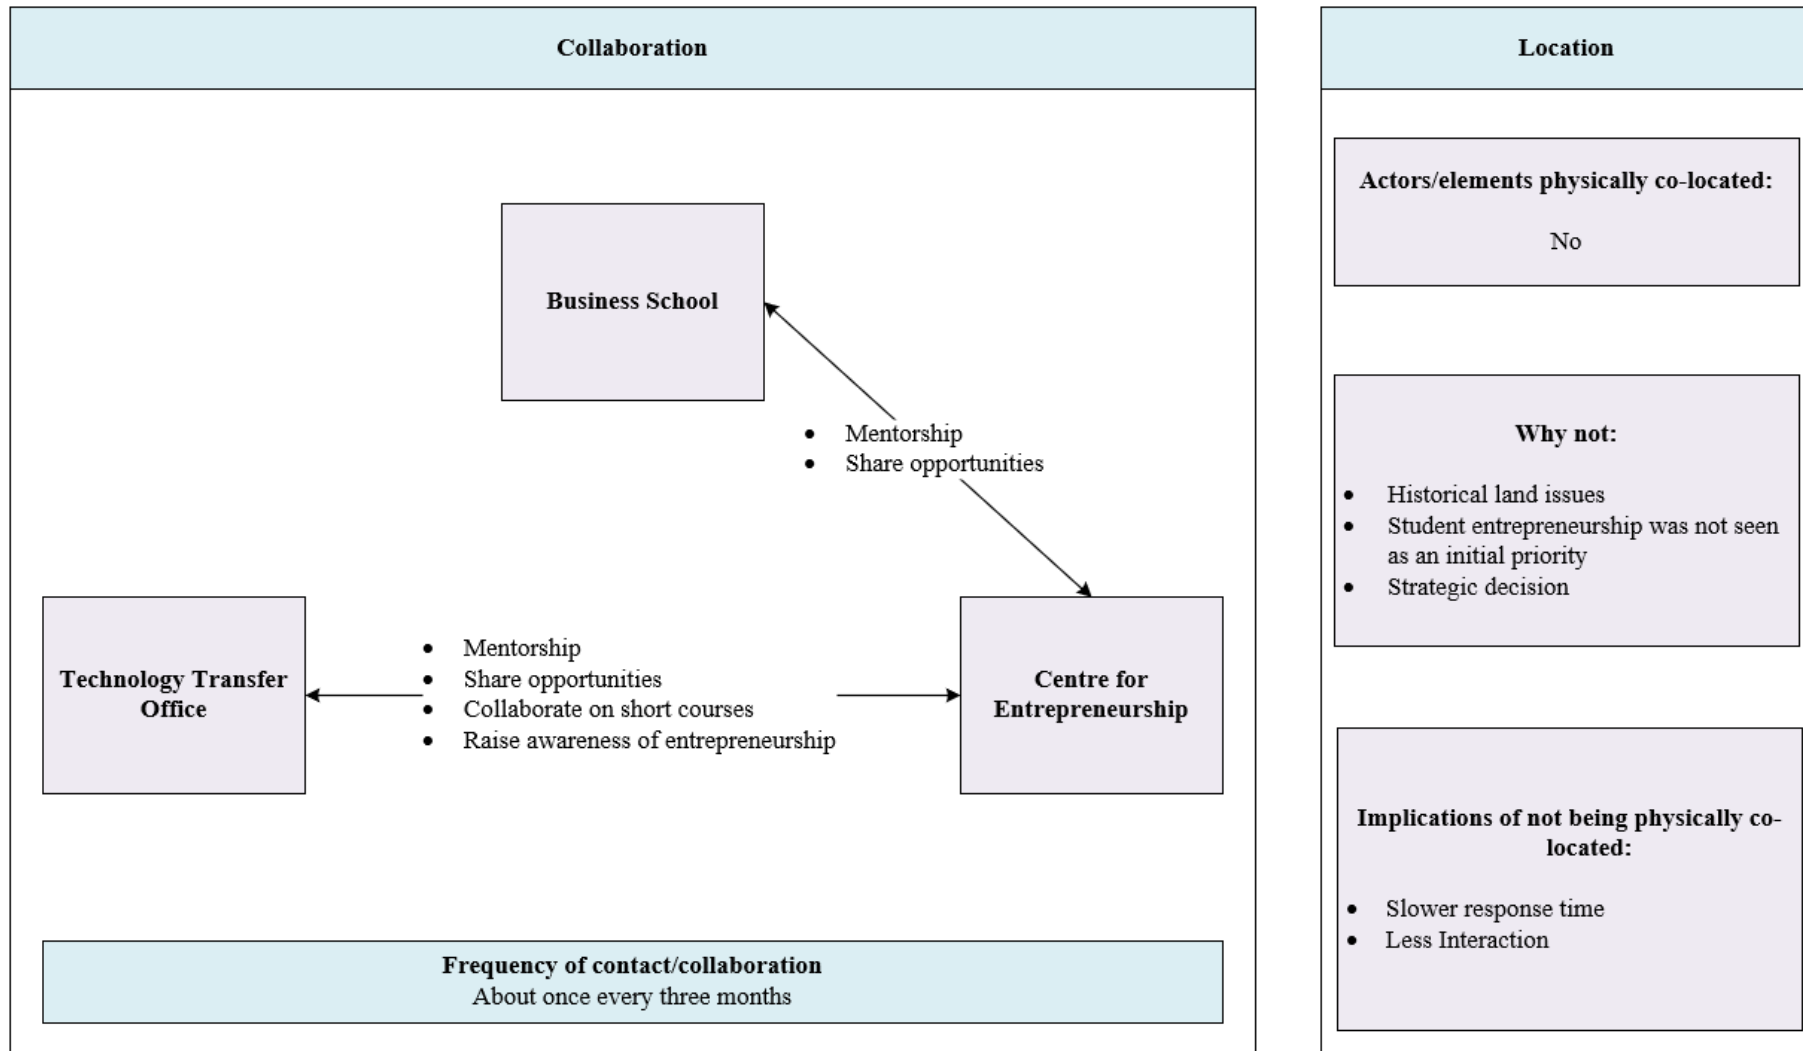 Collaboration
Business School
• Mentorship
• Share opportunities
Technology Transfer
Office
• Mentorship
• Share opportunities
• Collaborate on short courses
• Raise awareness of entrepreneurship
Centre for
Entrepreneurship
Frequency of contact/collaboration
About once every three months
Location
Actors/elements physically co-located:
No
Why not:
• Historical land issues
• Student entrepreneurship was not seen
as an initial priority
• Strategic decision
Implications of not being physically co-
located:
• Slower response time
• Less Interaction